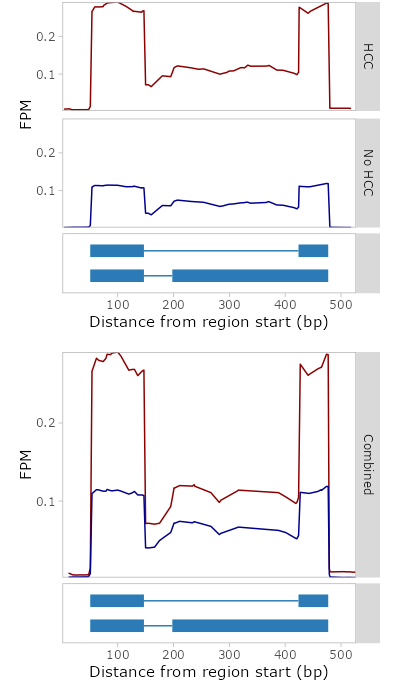 0.2
0.1
HCC
FPM
0.2
0.1
No HCC
100 200 300 400 500
Distance from region start (bp)
0.2
0.1
FPM
Combined
100 200 300 400 500
Distance from region start (bp)